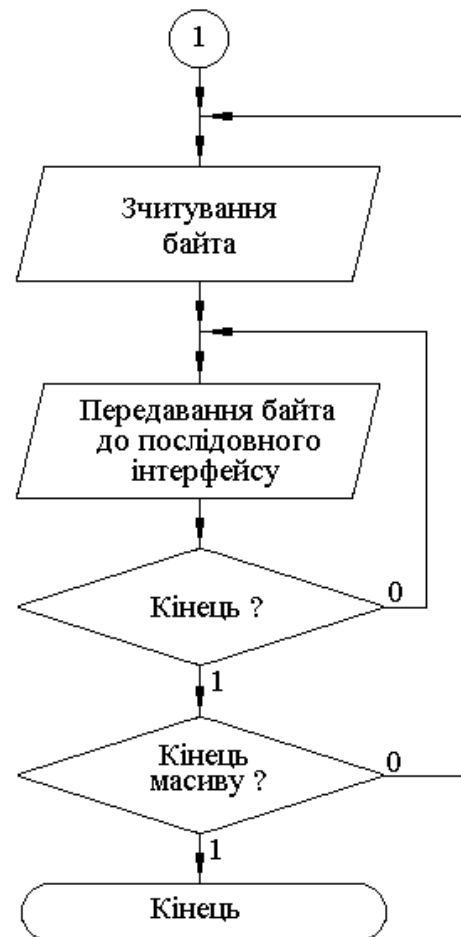 1
Зчитування
байта
Передавання байта
до послідовного
інтерфейсу
Кінець ?
0
1
Кінець
масиву ?
0
1
Кінець